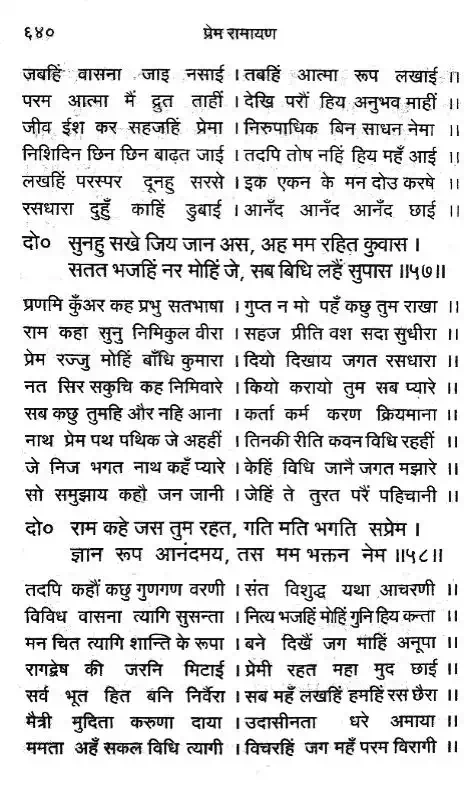 ६४०
प्रेम रामायण
जबहिं वासना जाइ नसाई । तबहिं आत्मा रूप लखाई ।।
परम आत्मा मैं द्रुत ताहीं । देखि परौं हिय अनुभव माहीं ।।
जीव ईश कर सहजहिं प्रेमा । निरुपाधिक बिन साधन नेमा ।।
निशिदिन छिन छिन बाढ़त जाई । तदपि तोष नहिं हिय महँ आई ।।
लखहिं परस्पर दूनहु सरसे । इक एकन के मन दोउ करषे ।।
रसधारा दुहुँ काहिं डुबाई । आनँद आनँद आनँद छाई ।।
दो० सुनहु सखे जिय जान अस, अह मम रहित कुवास ।
सतत भजहिं नर मोहिं जे, सब बिधि लहैं सुपास ।।५७।।
प्रणमि कुँअर कह प्रभु सतभाषा । गुप्त न मो पहँ कछु तुम राखा ।।
राम कहा सुनु निमिकुल वीरा । सहज प्रीति वश सदा सुधीरा ।।
प्रेम रज्जु मोहिं बाँधि कुमारा । दियो दिखाय जगत रसधारा ।।
नत सिर सकुचि कह निमिवारे । कियो करायो तुम सब प्यारे ।।
सब कछु तुमहि और नहि आना । कर्ता कर्म करण क्रियमाना ।।
नाथ प्रेम पथ पथिक जे अहहीं । तिनकी रीति कवन विधि रहहीं ।।
जे निज भगत नाथ कहँ प्यारे । केहिं विधि जानै जगत मझारे ।।
सो समुझाय कहौ जन जानी । जेहिं ते तुरत परैं पहिचानी ।।
दो० राम कहे जस तुम रहत, गति मति भगति सप्रेम ।
ज्ञान रूप आनंदमय, तस मम भक्तन नेम ।।५८।।
तदपि कहौं कछु गुणगण वरणी । संत विशुद्ध यथा आचरणी ।।
विविध वासना त्यागि सुसन्ता । नित्य भजहिं मोहिं गुनि हिय कन्ता ।।
मन चित त्यागि शान्ति के रूपा । बने दिखैं जग माहिं अनूपा ।।
रागद्वेष की जरनि मिटाई । प्रेमी रहत महा मुद छाई ।।
सर्व भूत हित बनि निर्वैरा । सब महँ लखहिं हमहिं रस छैरा ।।
मैत्री मुदिता करुणा दाया । उदासीनता धरे अमाया ।।
ममता अहँ सकल विधि त्यागी । विचरहिं जग महँ परम विरागी ।।